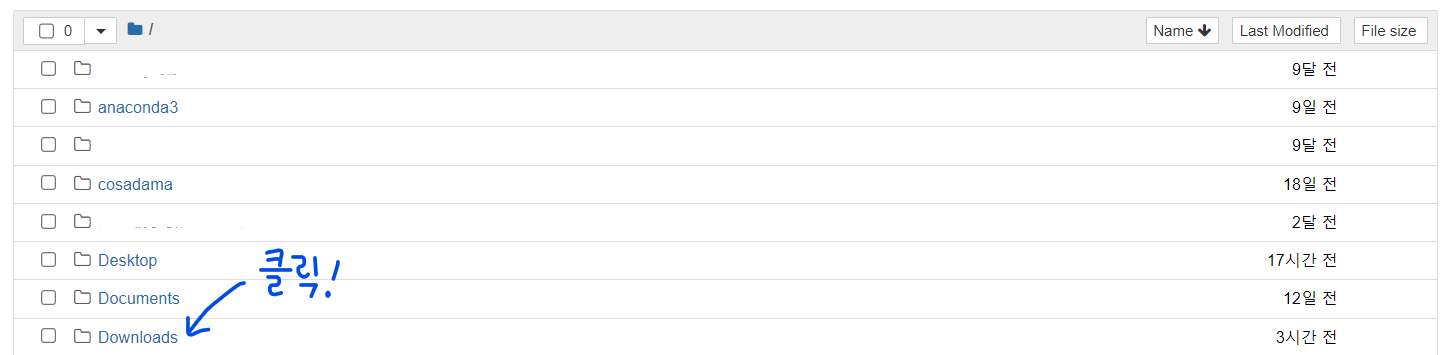 0 / Name Last Modified File size
9달 전
anaconda3 9일 전
9달 전
cosadama 18일 전
2달 전
Desktop 17시간 전
클릭!
Documents 12일 전
Downloads 3시간 전